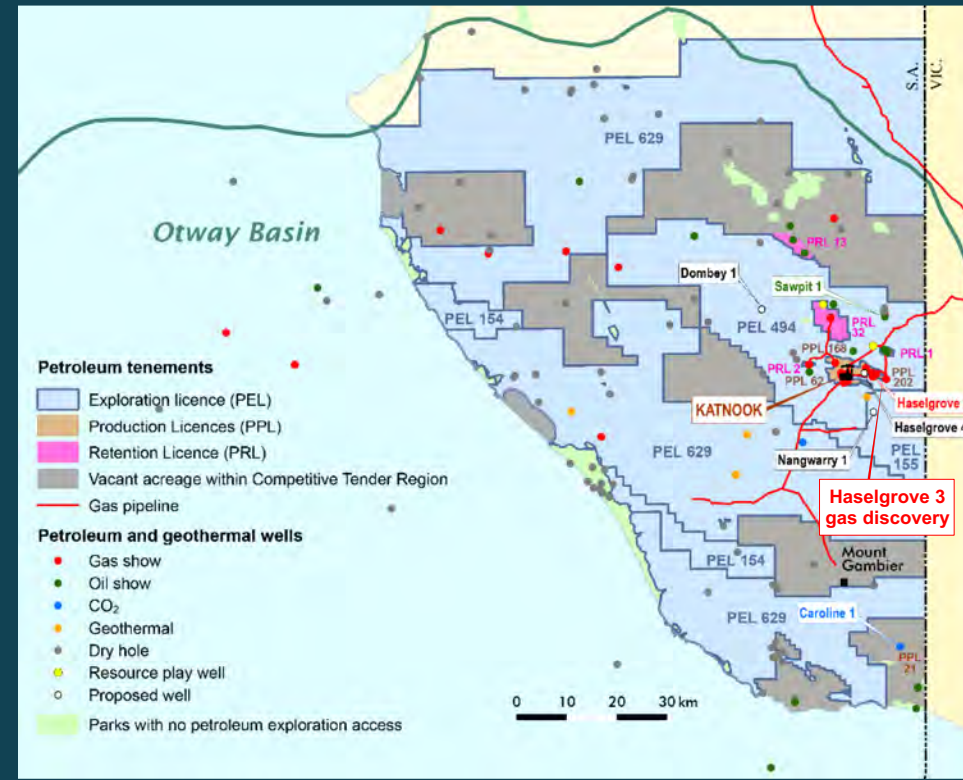 S.A.
VIC.
PEL 629
Otway Basin
PRL 13
Dombey 1
Sawpit 1
PEL 154
PEL 494
PRL
32
PPL 168
PRL 1
PRL 2
PPL 62
PPL
202
KATNOOK
Haselgrove
Haselgrove 4
Nangwarry 1
PEL 629
PEL
155
Haselgrove 3
gas discovery
Mount
Gambier
PEL 154
PEL 629
Caroline 1
PPL
21
Petroleum tenements
Exploration licence (PEL)
Production Licences (PPL)
Retention Licence (PRL)
Vacant acreage within Competitive Tender Region
Gas pipeline
Petroleum and geothermal wells
Gas show
Oil show
CO₂
Geothermal
Dry hole
Resource play well
Proposed well
Parks with no petroleum exploration access
0 10 20 30 km